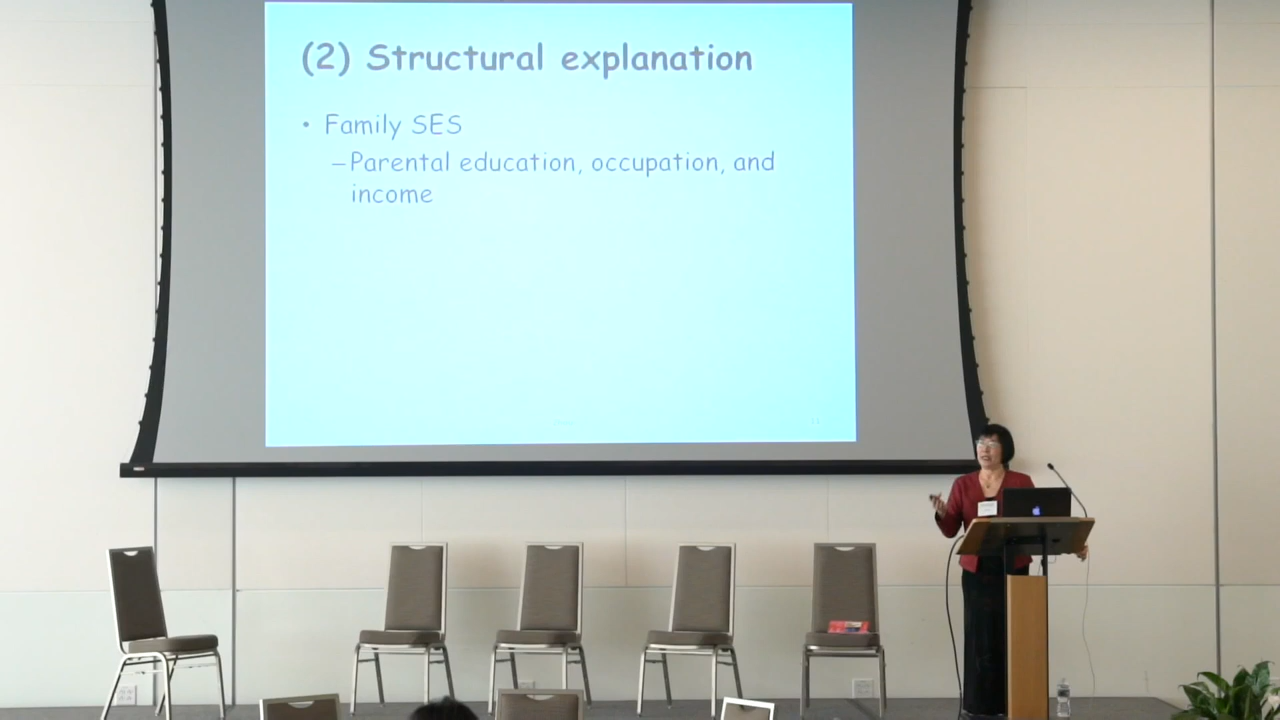 (2) Structural explanation
• Family SES
–Parental education, occupation, and
income